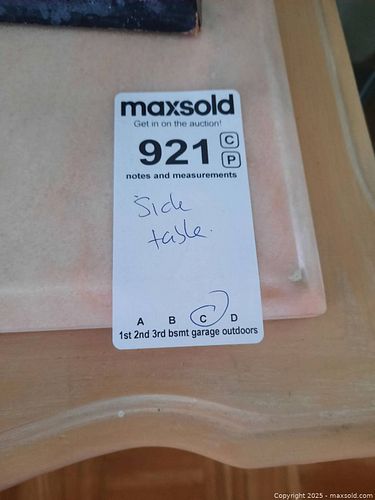 maxsold
Get in on the auction!
921 C
P
notes and measurements
Side
table.
A B C D
1st 2nd 3rd bsmt garage outdoors
Copyright 2025 - maxsold.com